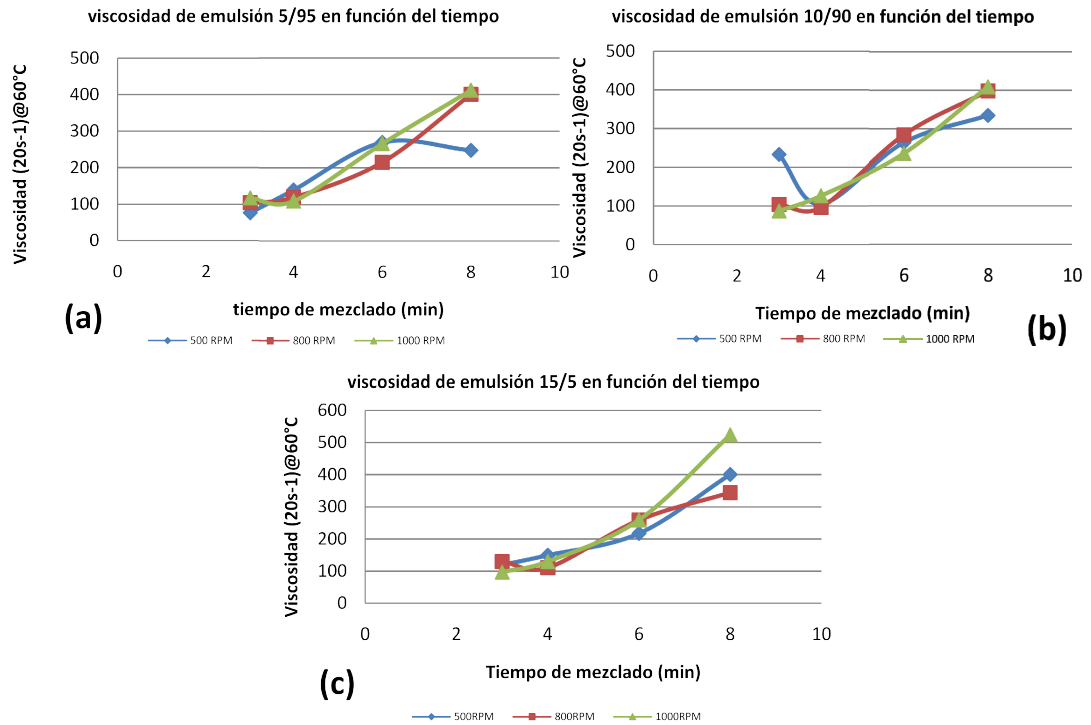 viscosidad de emulsión 5/95 en función del tiempo
Viscosidad (20s-1)@60°C
500
400
300
200
100
0
0 2 4 6 8 10
tiempo de mezclado (min)
(a)
500 RPM 800 RPM 1000 RPM
viscosidad de emulsión 10/90 en función del tiempo
Viscosidad (20s-1)@60°C
500
400
300
200
100
0
0 2 4 6 8 10
Tiempo de mezclado (min)
(b)
500 RPM 800 RPM 1000 RPM
viscosidad de emulsión 15/5 en función del tiempo
Viscosidad (20s-1)@60°C
600
500
400
300
200
100
0
0 2 4 6 8 10
Tiempo de mezclado (min)
(c)
500RPM 800RPM 1000RPM